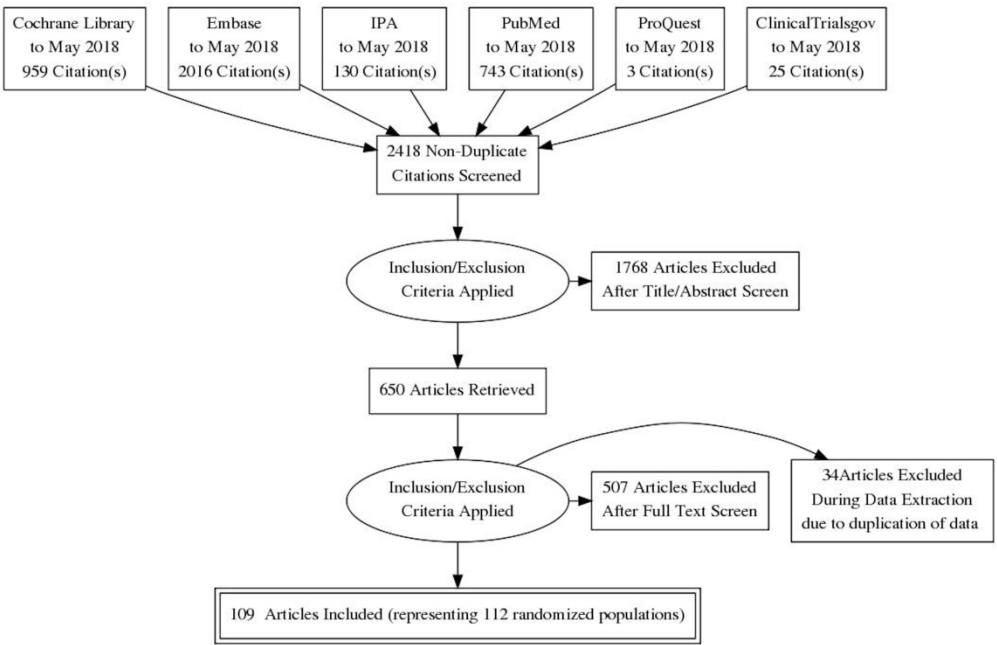 Cochrane Library
to May 2018
959 Citation(s)
Embase
to May 2018
2016 Citation(s)
IPA
to May 2018
130 Citation(s)
PubMed
to May 2018
743 Citation(s)
ProQuest
to May 2018
3 Citation(s)
ClinicalTrialsgov
to May 2018
25 Citation(s)
2418 Non-Duplicate
Citations Screened
Inclusion/Exclusion
Criteria Applied
1768 Articles Excluded
After Title/Abstract Screen
650 Articles Retrieved
Inclusion/Exclusion
Criteria Applied
507 Articles Excluded
After Full Text Screen
34Articles Excluded
During Data Extraction
due to duplication of data
109 Articles Included (representing 112 randomized populations)